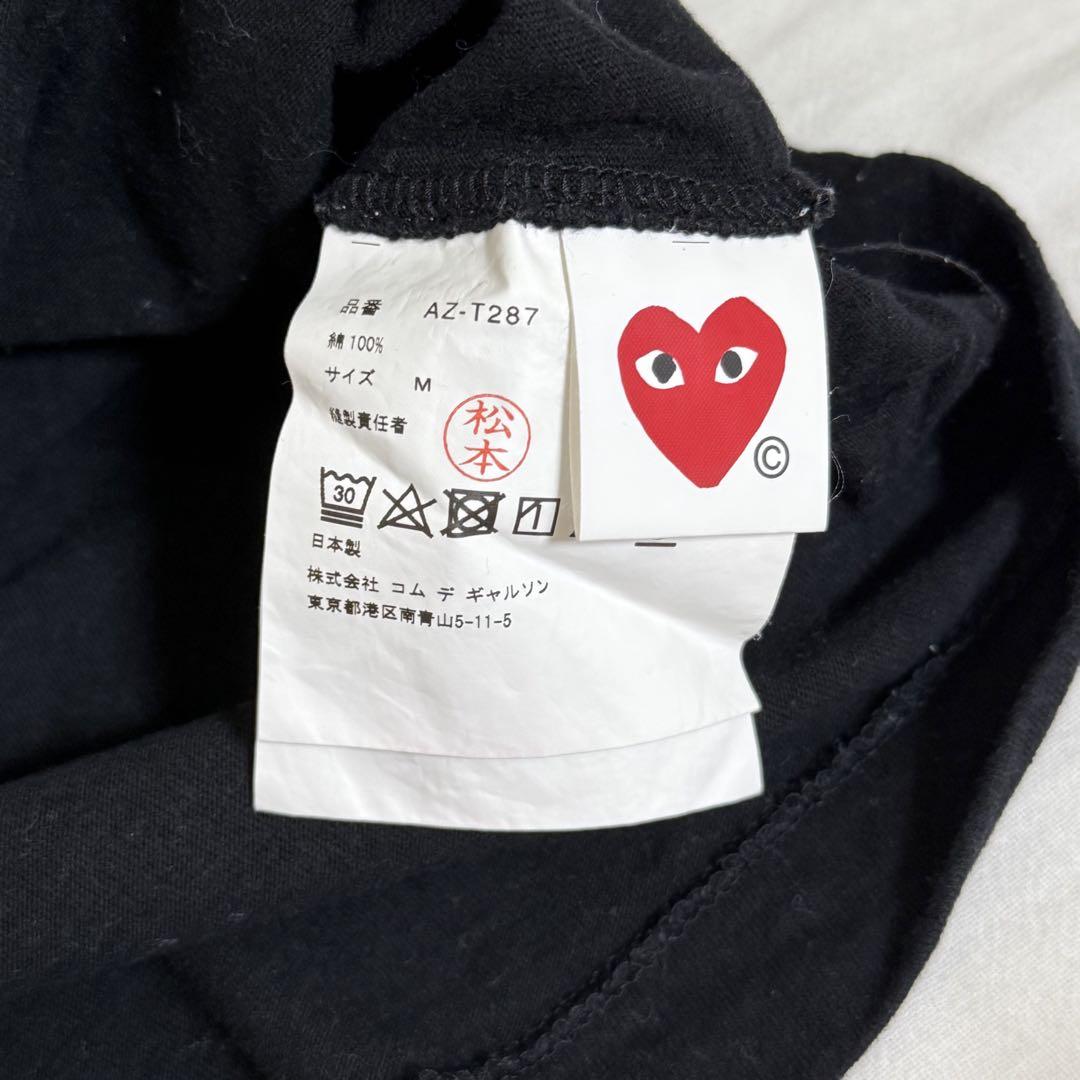 品番 AZ-T287
綿 100%
サイズ M
縫製責任者 松本
30
日本製
株式会社 コム デ ギャルソン
東京都港区南青山5-11-5
©